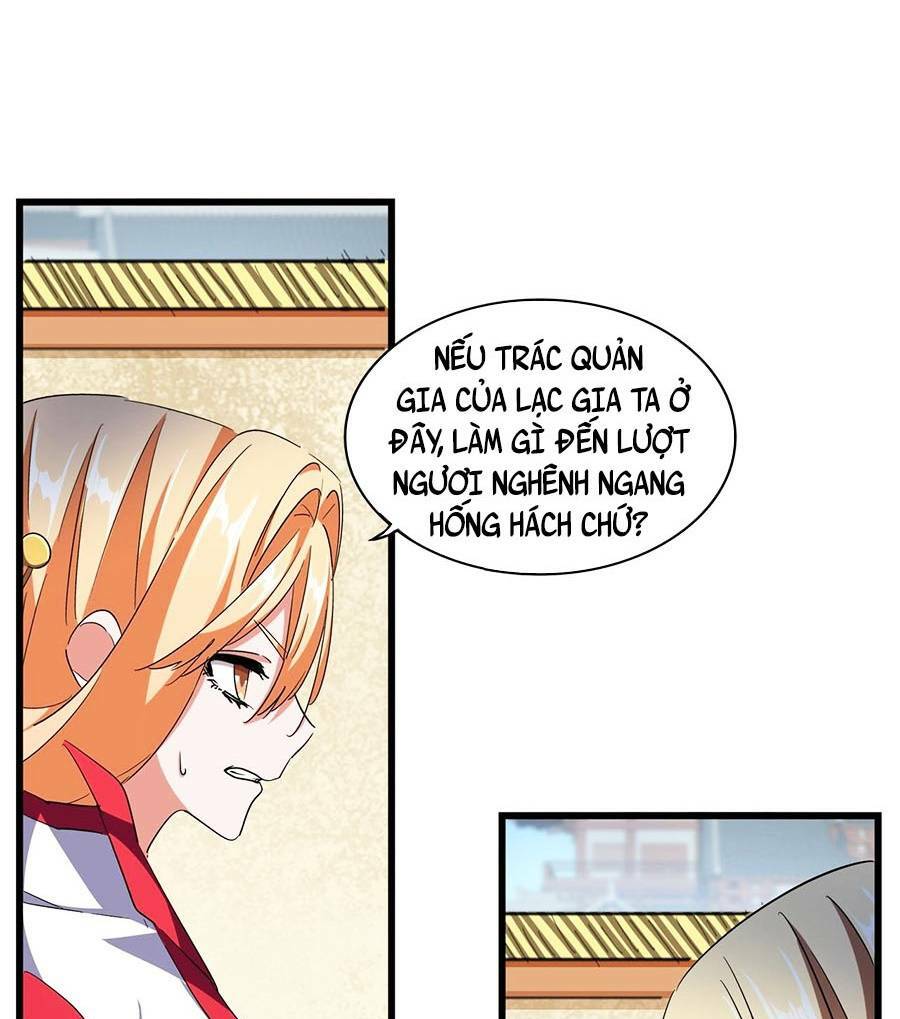 NẾU TRÁC QUẢN
GIA CỦA LẠC GIA TA Ở
ĐÂY, LÀM GÌ ĐẾN LƯỢT
NGƯƠI NGHÊNH NGANG
HỐNG HÁCH CHỨ?